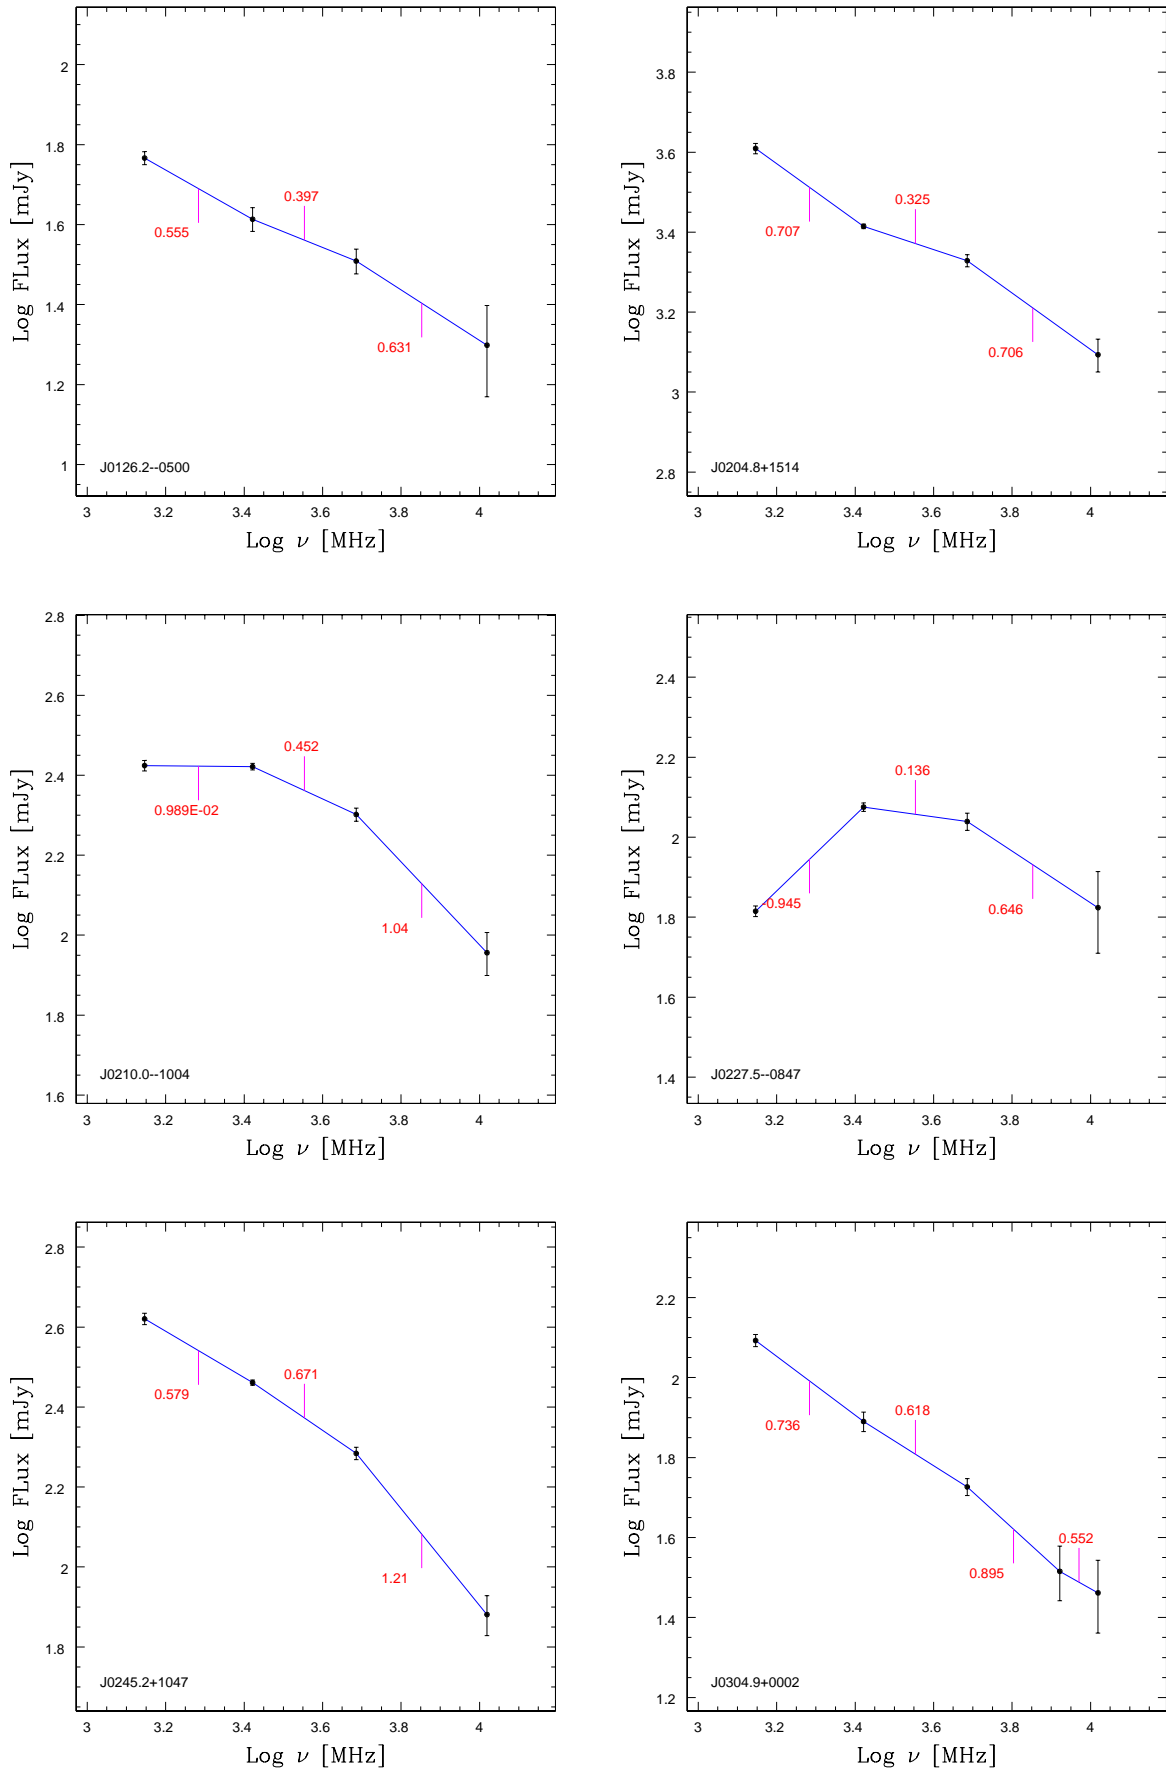 2
1.8
1.6
1.4
1.2
1
Log FLux [mJy]
0.555
0.397
0.631
J0126.2--0500
3 3.2 3.4 3.6 3.8 4
Log ν [MHz]
3.8
3.6
3.4
3.2
3
2.8
Log FLux [mJy]
0.707
0.325
0.706
J0204.8+1514
3 3.2 3.4 3.6 3.8 4
Log ν [MHz]
2.8
2.6
2.4
2.2
2
1.8
1.6
Log FLux [mJy]
0.989E-02
0.452
1.04
J0210.0--1004
3 3.2 3.4 3.6 3.8 4
Log ν [MHz]
2.4
2.2
2
1.8
1.6
1.4
Log FLux [mJy]
-0.945
0.136
0.646
J0227.5--0847
3 3.2 3.4 3.6 3.8 4
Log ν [MHz]
2.8
2.6
2.4
2.2
2
1.8
Log FLux [mJy]
0.579
0.671
1.21
J0245.2+1047
3 3.2 3.4 3.6 3.8 4
Log ν [MHz]
2.2
2
1.8
1.6
1.4
1.2
Log FLux [mJy]
0.736
0.618
0.895
0.552
J0304.9+0002
3 3.2 3.4 3.6 3.8 4
Log ν [MHz]